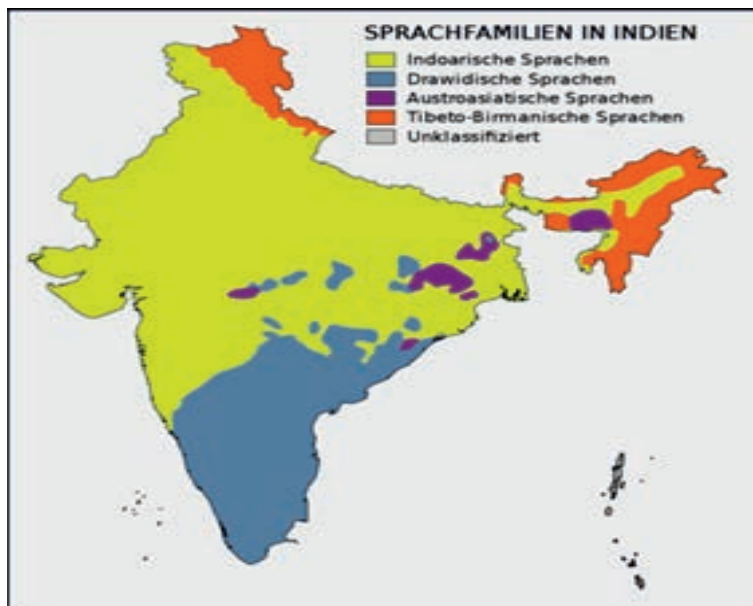 SPRACHFAMILIEN IN INDIEN
Indoarische Sprachen
Drawidische Sprachen
Austroasiatische Sprachen
Tibeto-Birmanische Sprachen
Unklassifiziert